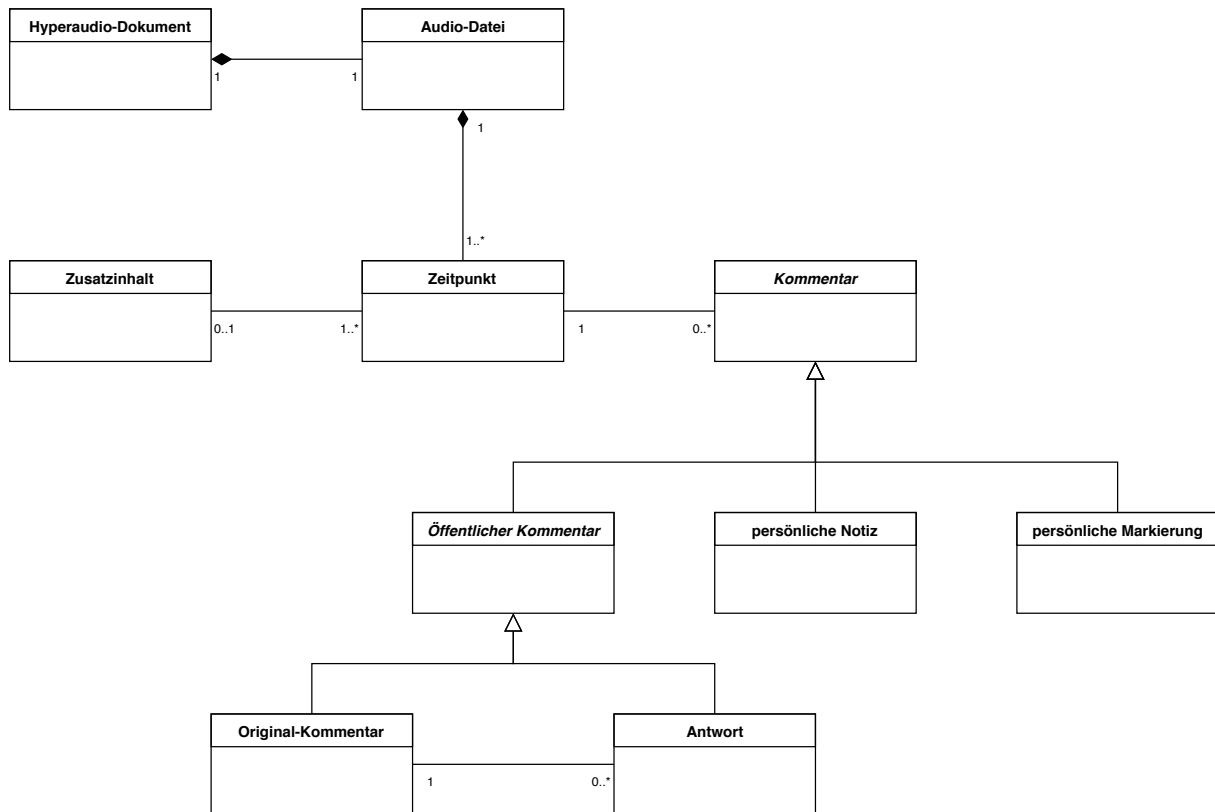 Hyperaudio-Dokument
Audio-Datei
1
1
1
1..*
Zusatzinhalt
Zeitpunkt
Kommentar
0..1
1..*
1
0..*
Öffentlicher Kommentar
persönliche Notiz
persönliche Markierung
Original-Kommentar
Antwort
1
0..*